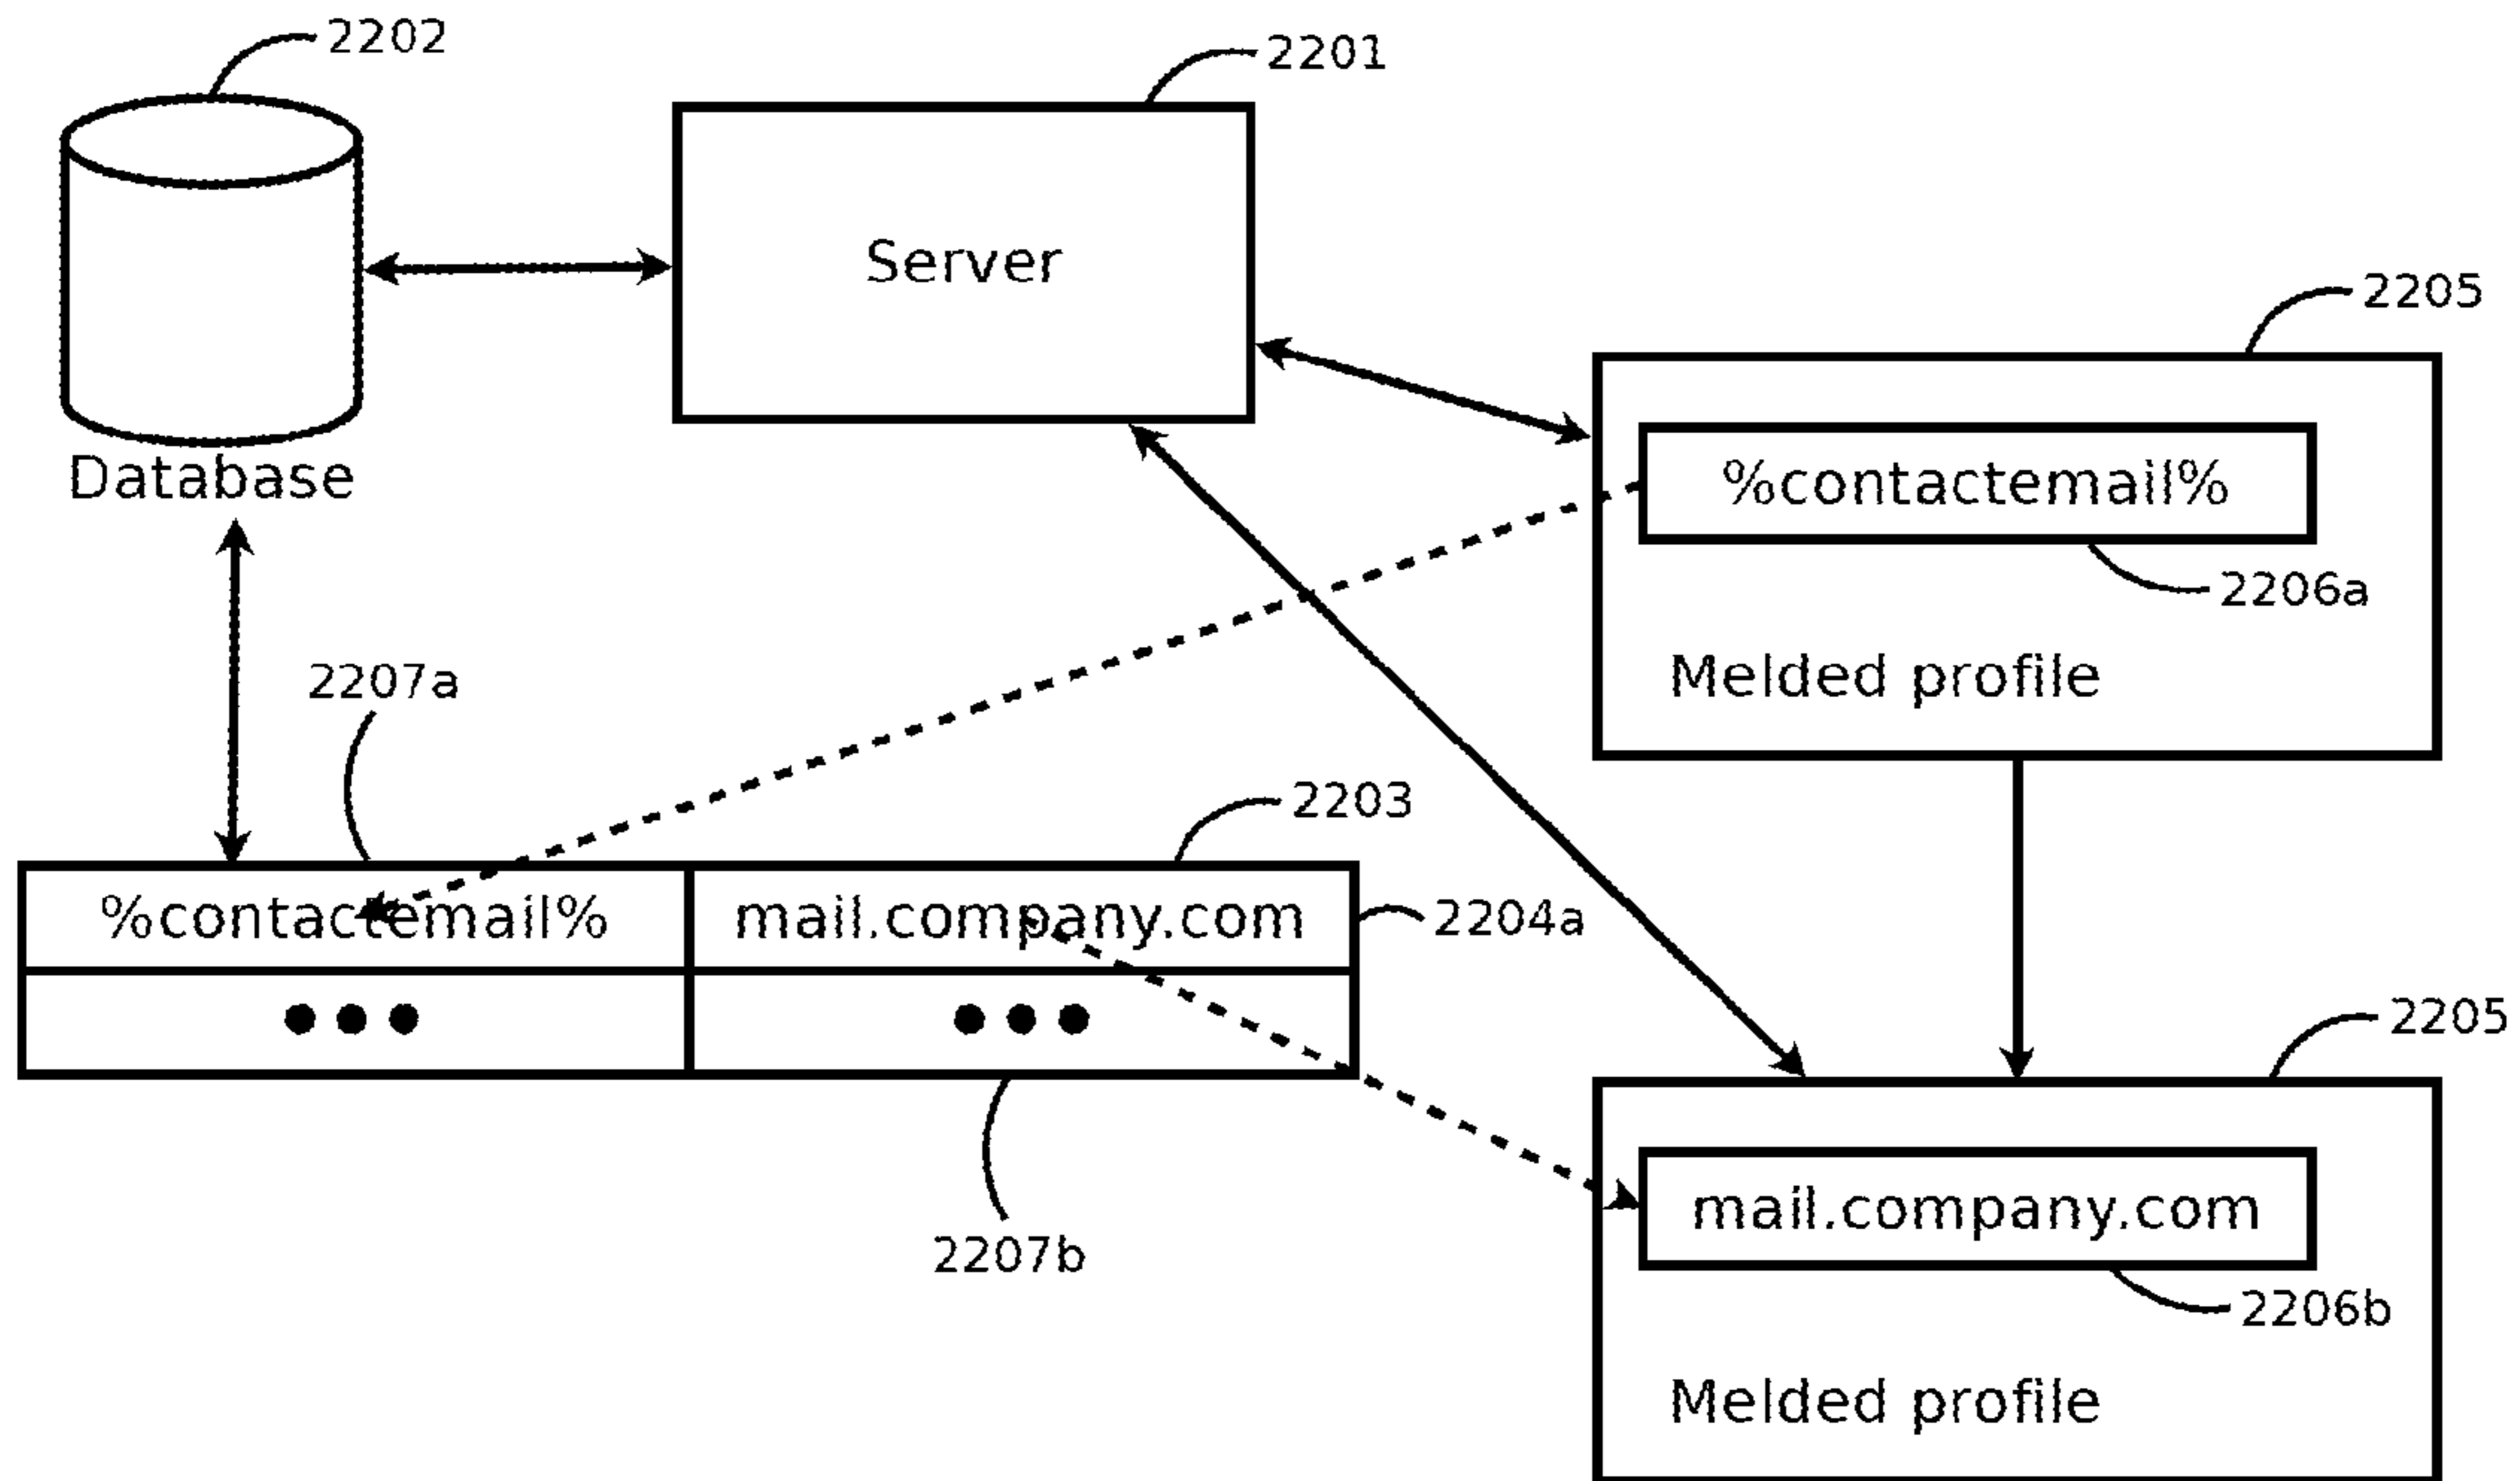 2202
2201
Server
2205
%contactemail%
Database
2206a
Melded profile
2207a
2203
%contactemail%
mail.company.com
2204a
2205
mail.company.com
2207b
2206b
Melded profile